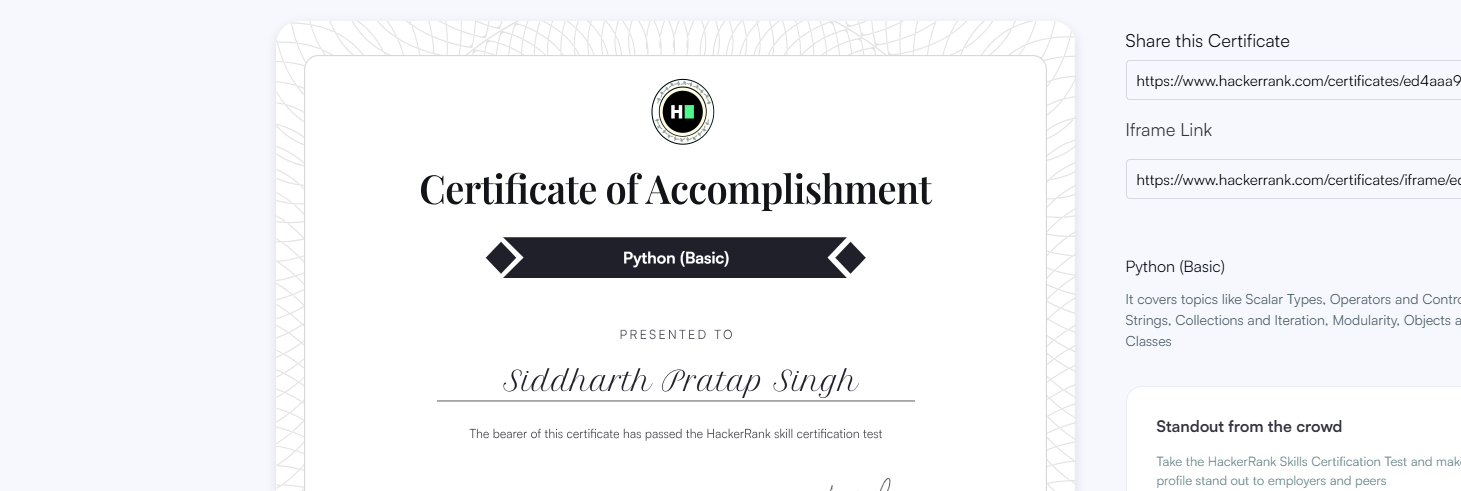 Certificate of Accomplishment
Python (Basic)
PRESENTED TO
Siddharth Pratap Singh
The bearer of this certificate has passed the HackerRank skill certification test
Share this Certificate
https://www.hackerrank.com/certificates/ed4aaa9
Iframe Link
https://www.hackerrank.com/certificates/iframe/
Python (Basic)
It covers topics like Scalar Types, Operators and
Strings, Collections and Iteration, Modularity, Objects
Classes
Standout from the crowd
Take the HackerRank Skills Certification Test and
profile stand out to employers and peers